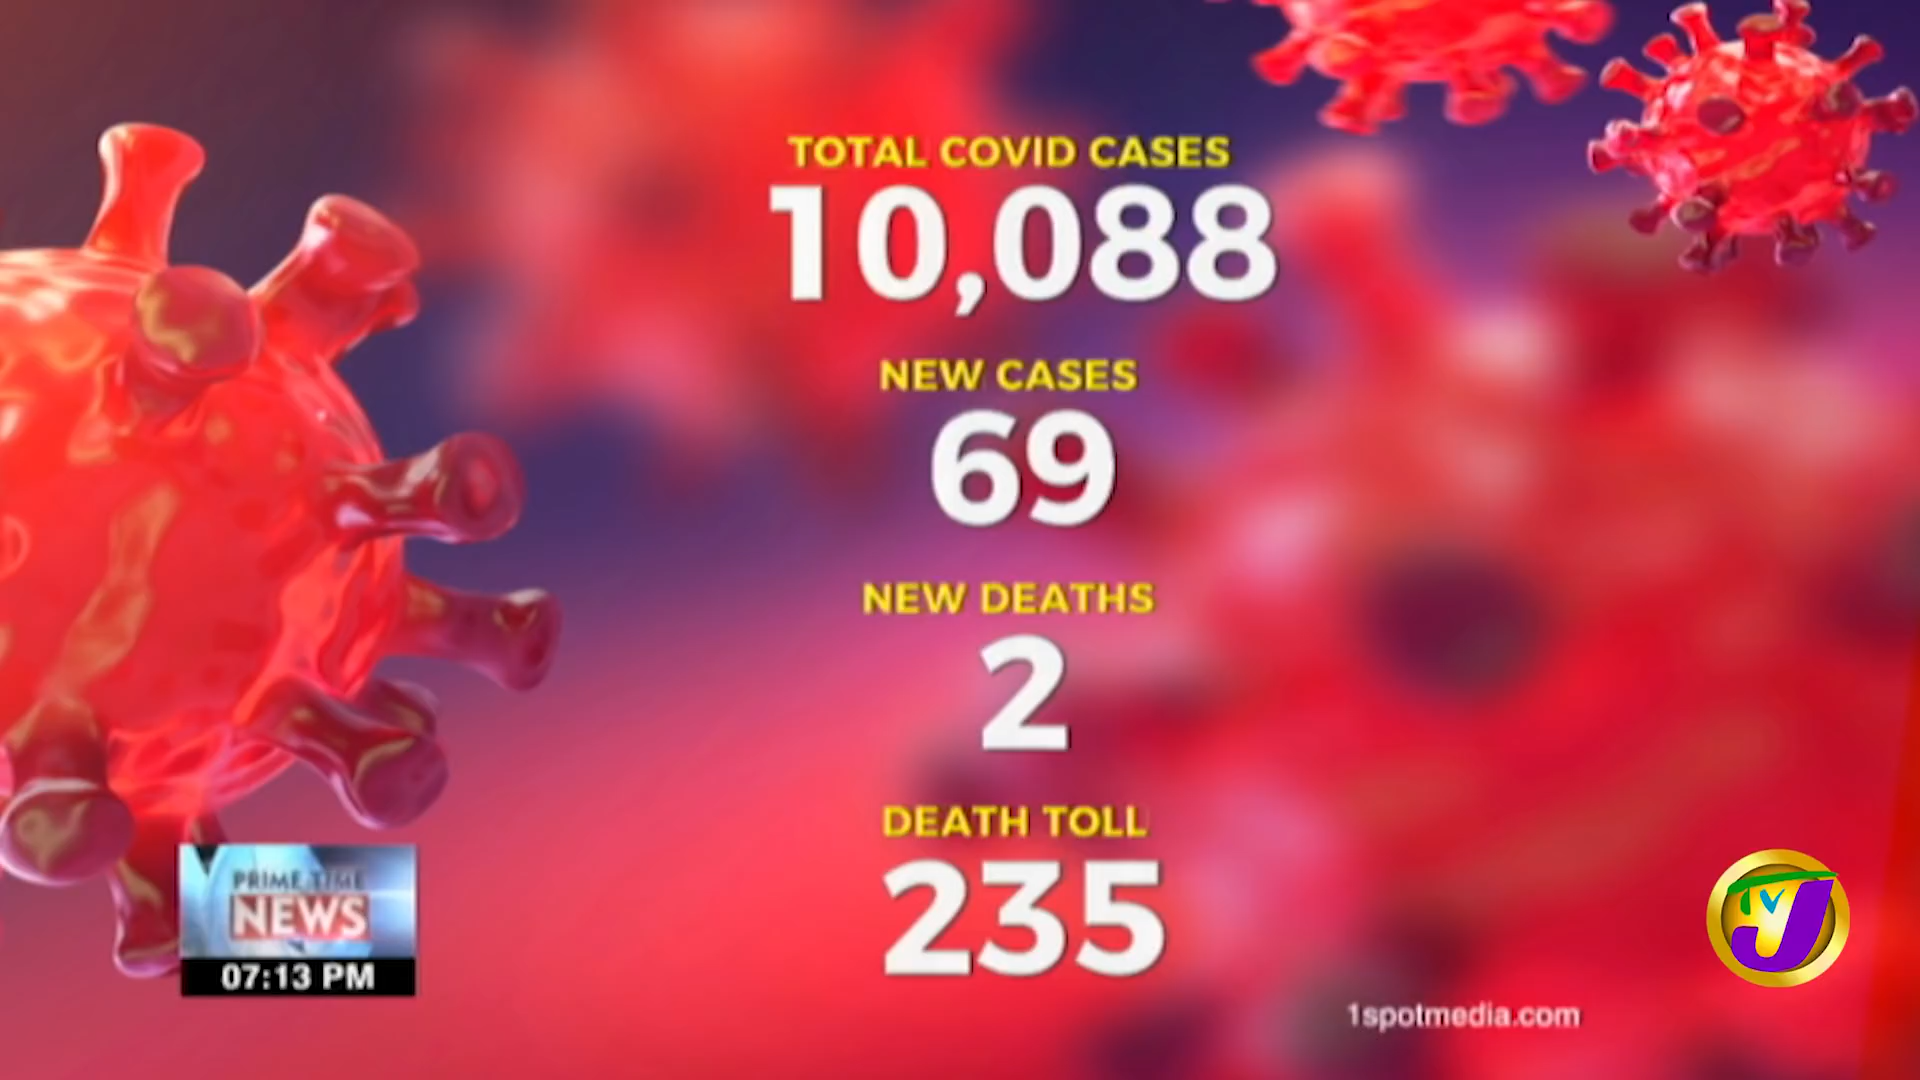 TOTAL COVID CASES
10,088
NEW CASES
69
NEW DEATHS
2
DEATH TOLL
235
PRIME TIME
NEWS
07:13 PM
TVJ
1spotmedia.com